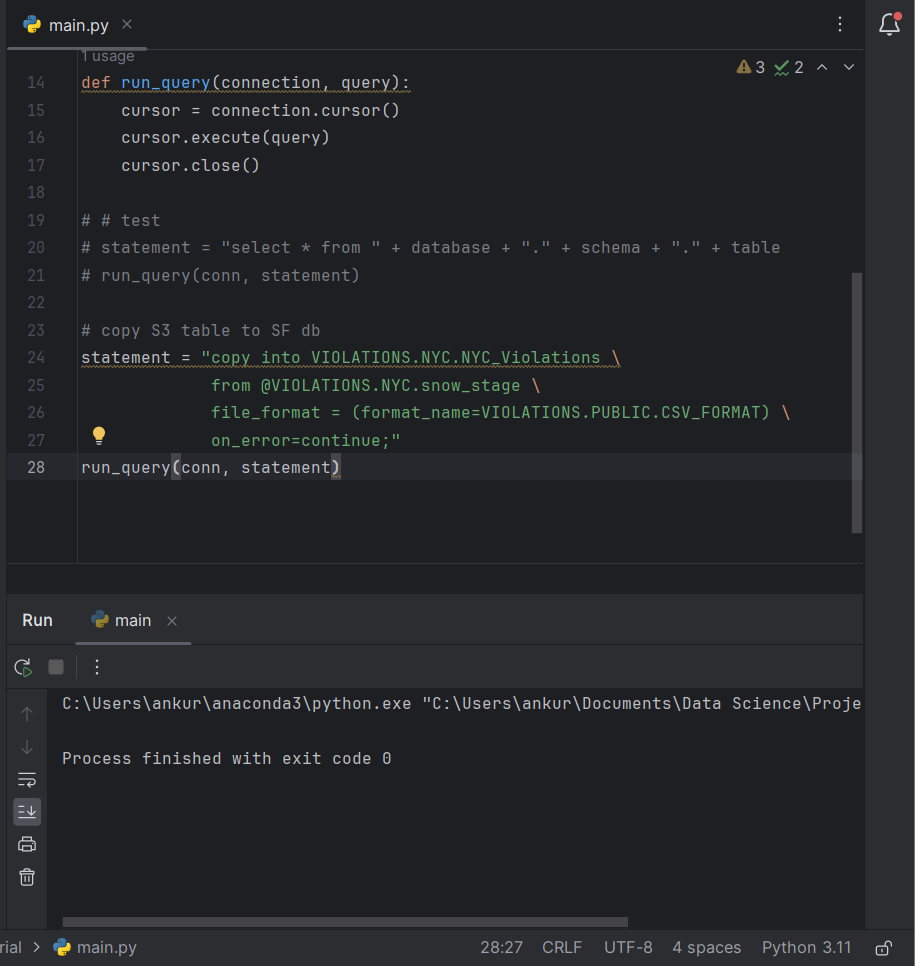 main.py
1 usage
3 2
14 def run_query(connection, query):
15     cursor = connection.cursor()
16     cursor.execute(query)
17     cursor.close()
18
19 # # test
20 # statement = "select * from " + database + "." + schema + "." + table
21 # run_query(conn, statement)
22
23 # copy S3 table to SF db
24 statement = "copy into VIOLATIONS.NYC.NYC_Violations \
25              from @VIOLATIONS.NYC.snow_stage \
26              file_format = (format_name=VIOLATIONS.PUBLIC.CSV_FORMAT) \
27              on_error=continue;"
28 run_query(conn, statement)
Run main
C:\Users\ankur\anaconda3\python.exe "C:\Users\ankur\Documents\Data Science\Proje
Process finished with exit code 0
rial > main.py 28:27 CRLF UTF-8 4 spaces Python 3.11